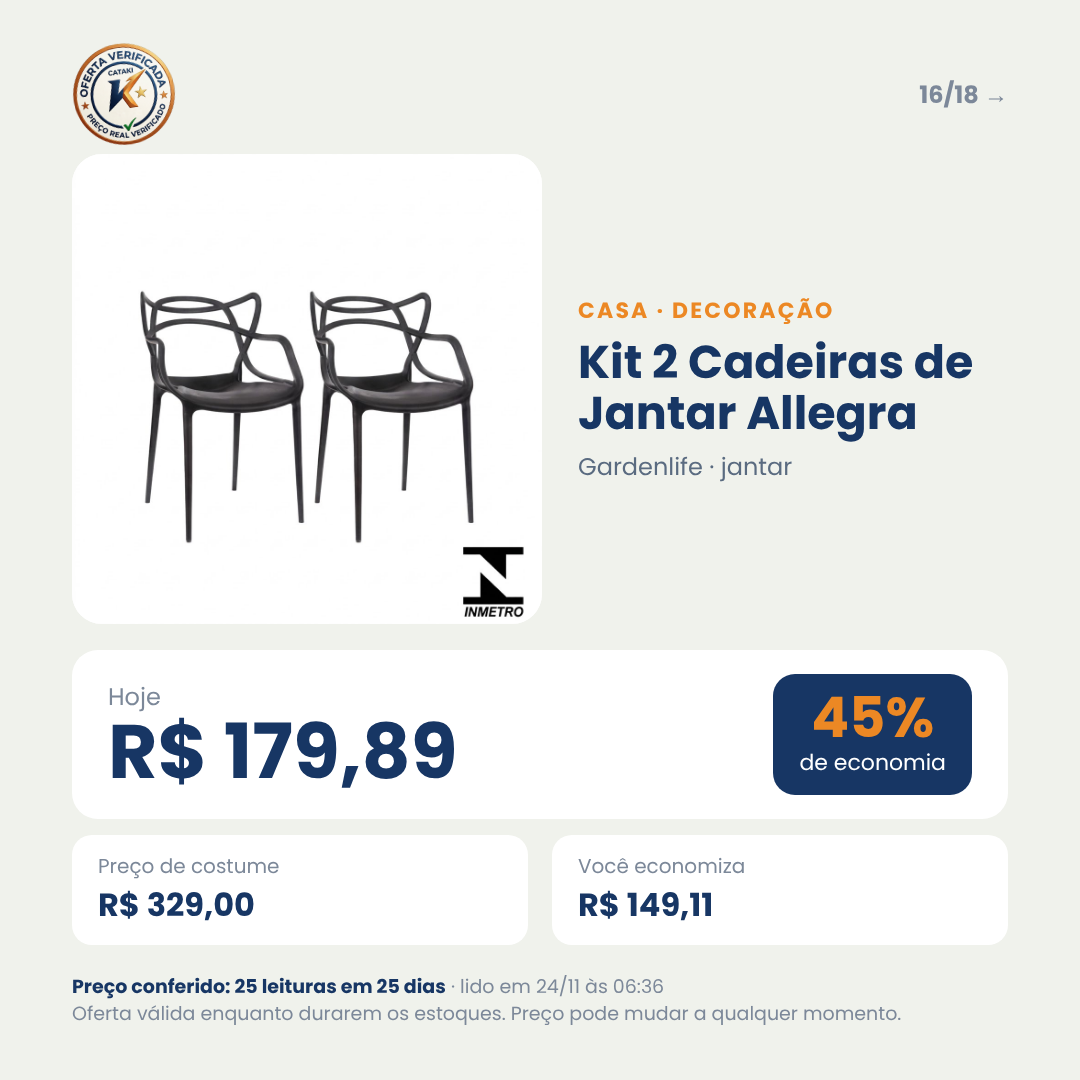 OFERTA VERIFICADA
CATAKI
K
PREÇO REAL VERIFICADO
16/18 →
INMETRO
CASA · DECORAÇÃO
Kit 2 Cadeiras de
Jantar Allegra
Gardenlife · jantar
Hoje
R$ 179,89
45%
de economia
Preço de costume
R$ 329,00
Você economiza
R$ 149,11
Preço conferido: 25 leituras em 25 dias · lido em 24/11 às 06:36
Oferta válida enquanto durarem os estoques. Preço pode mudar a qualquer momento.